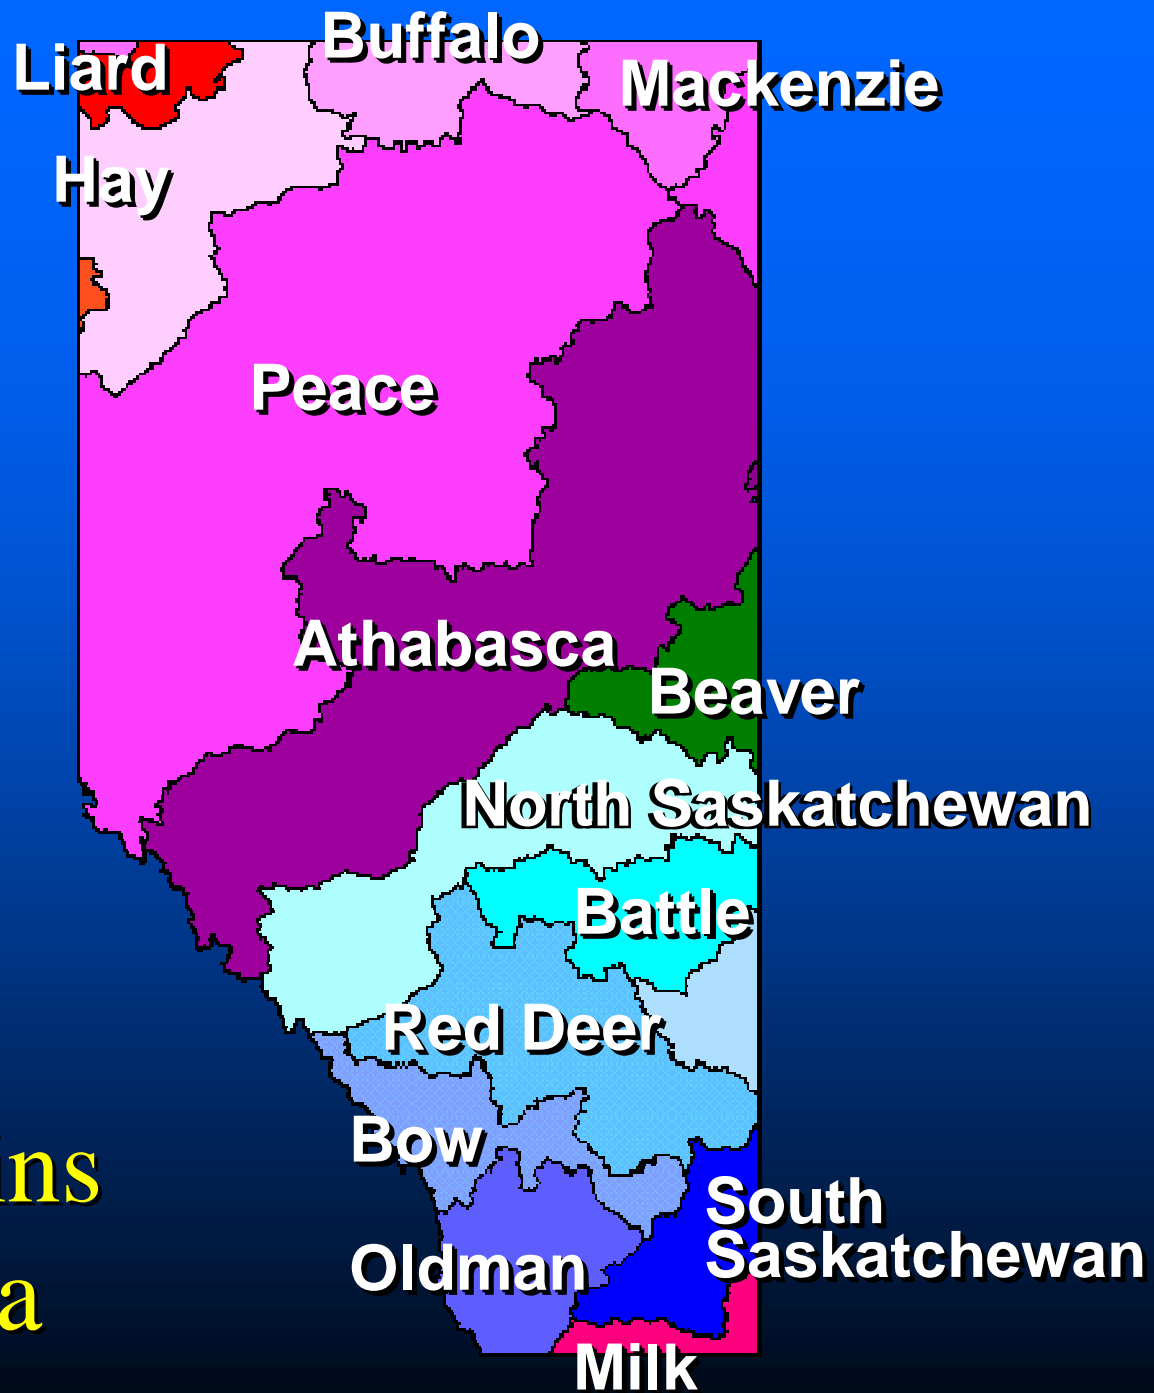 Buffalo
Liard
Mackenzie
Hay
Peace
Athabasca
Beaver
North Saskatchewan
Battle
Red Deer
Bow
ins
South
Saskatchewan
Oldman
a
Milk